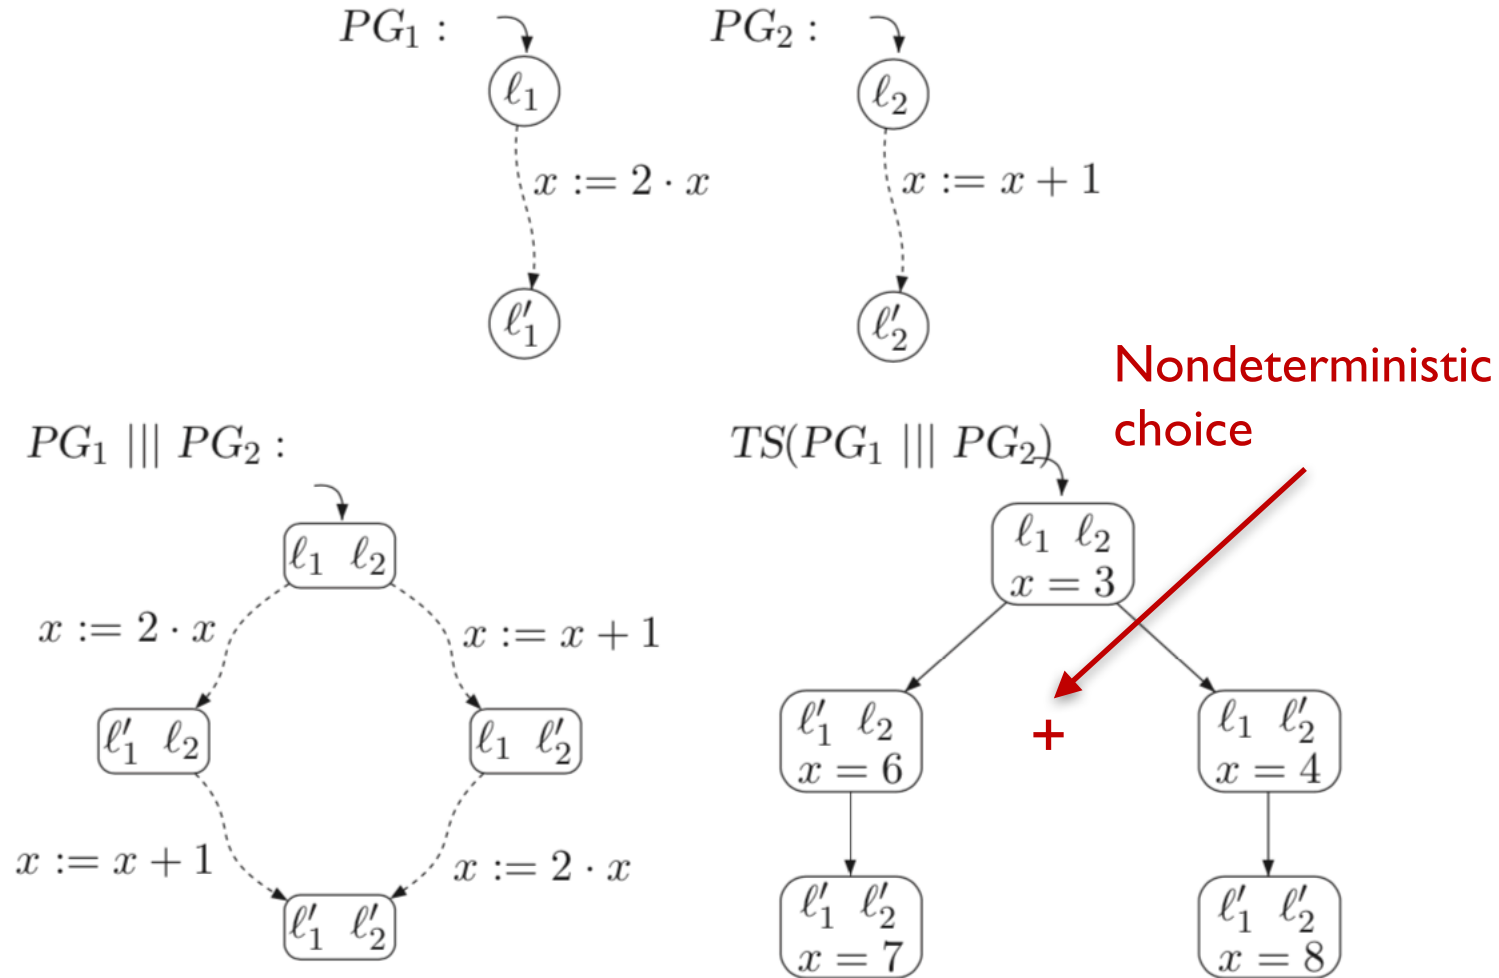 PG₁ :
PG₂ :
ℓ₁
ℓ₂
x := 2 · x
x := x + 1
ℓ′₁
ℓ′₂
Nondeterministic
choice
PG₁ ||| PG₂ :
TS(PG₁ ||| PG₂)
ℓ₁ ℓ₂
ℓ₁ ℓ₂
x = 3
x := 2 · x
x := x + 1
ℓ′₁ ℓ₂
ℓ₁ ℓ′₂
ℓ′₁ ℓ₂
x = 6
+
ℓ₁ ℓ′₂
x = 4
x := x + 1
x := 2 · x
ℓ′₁ ℓ′₂
ℓ′₁ ℓ′₂
x = 7
ℓ′₁ ℓ′₂
x = 8